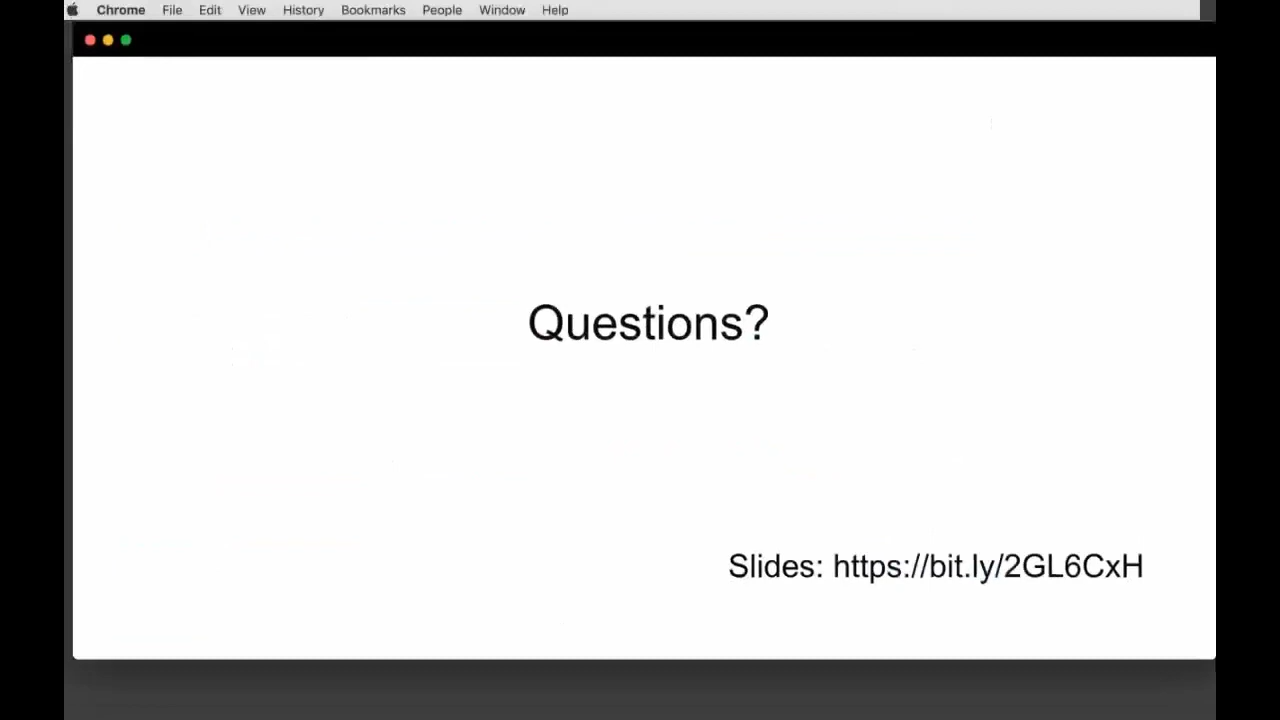 Chrome File Edit View History Bookmarks People Window Help
Questions?
Slides: https://bit.ly/2GL6CxH